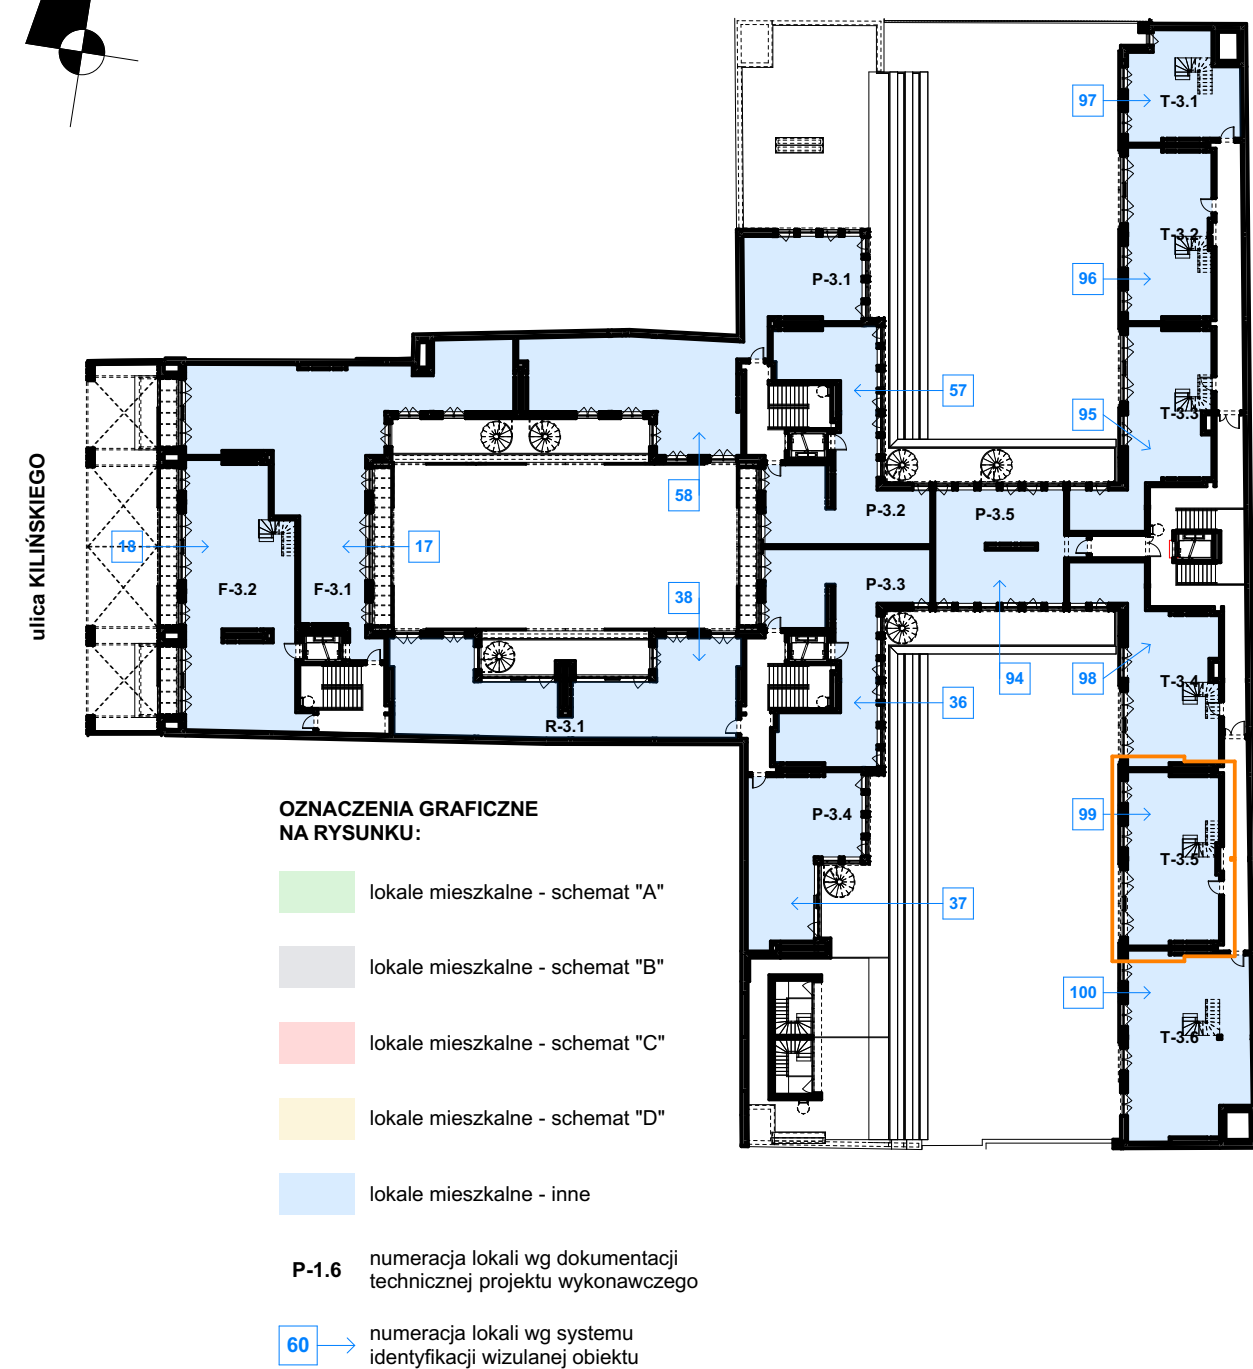 97
T-3.1
T-3.2
96
P-3.1
57
95
T-3.3
ulica KILIŃSKIEGO
58
P-3.2
P-3.5
18
17
F-3.2
F-3.1
P-3.3
38
94
98
T-3.4
36
R-3.1
OZNACZENIA GRAFICZNE
NA RYSUNKU:
P-3.4
99
T-3.5
lokale mieszkalne - schemat "A"
37
lokale mieszkalne - schemat "B"
100
T-3.6
lokale mieszkalne - schemat "C"
lokale mieszkalne - schemat "D"
lokale mieszkalne - inne
P-1.6
numeracja lokali wg dokumentacji
technicznej projektu wykonawczego
60
numeracja lokali wg systemu
identyfikacji wizulanej obiektu